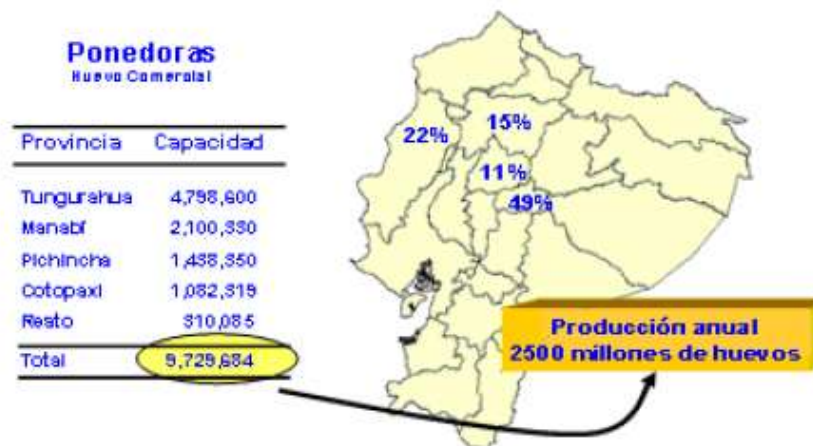 Ponedoras
Huevo Comercial
Provincia Capacidad
Tungurahua 4,798,600
Manabí 2,100,330
Pichincha 1,438,350
Cotopaxi 1,082,319
Resto 310,085
Total 9,729,684
22%
15%
11%
49%
Producción anual
2500 millones de huevos